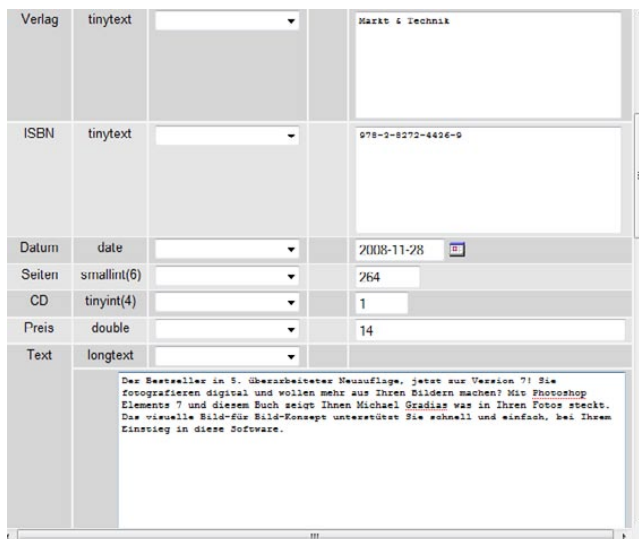 Verlag tinytext Markt & Technik
ISBN tinytext 978-3-8272-4436-9
Datum date 2008-11-28
Seiten smallint(6) 264
CD tinyint(4) 1
Preis double 14
Text longtext
Der Bestseller in 5. überarbeiteter Neuauflage, jetzt zur Version 7! Sie
fotografieren digital und wollen mehr aus Ihren Bildern machen? Mit Photoshop
Elements 7 und diesem Buch zeigt Ihnen Michael Gradias was in Ihren Fotos steckt.
Das visuelle Bild-für Bild-Konzept unterstützt Sie schnell und einfach, bei Ihrem
Einstieg in diese Software.